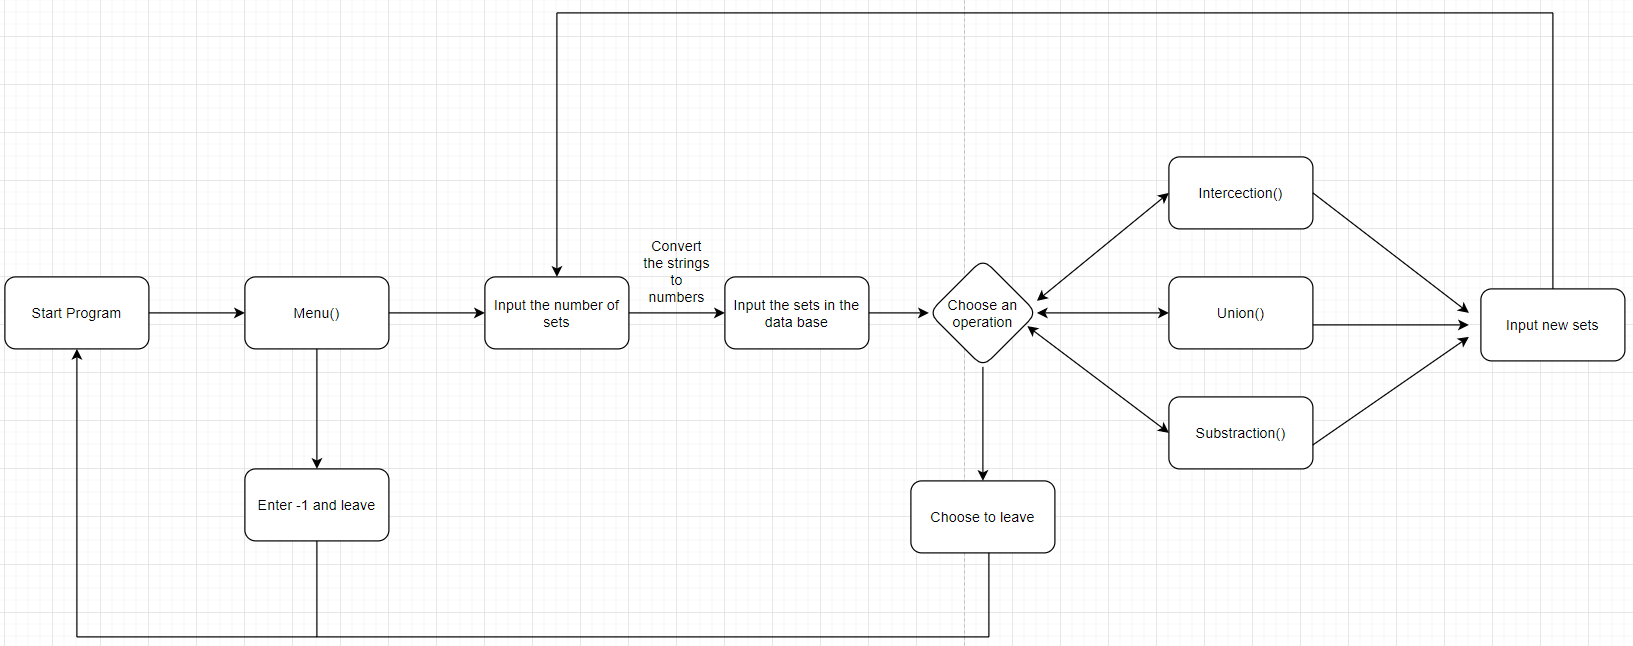 Start Program
Menu()
Input the number of
sets
Convert
the strings
to
numbers
Input the sets in the
data base
Choose an
operation
Intercection()
Union()
Substraction()
Input new sets
Enter -1 and leave
Choose to leave